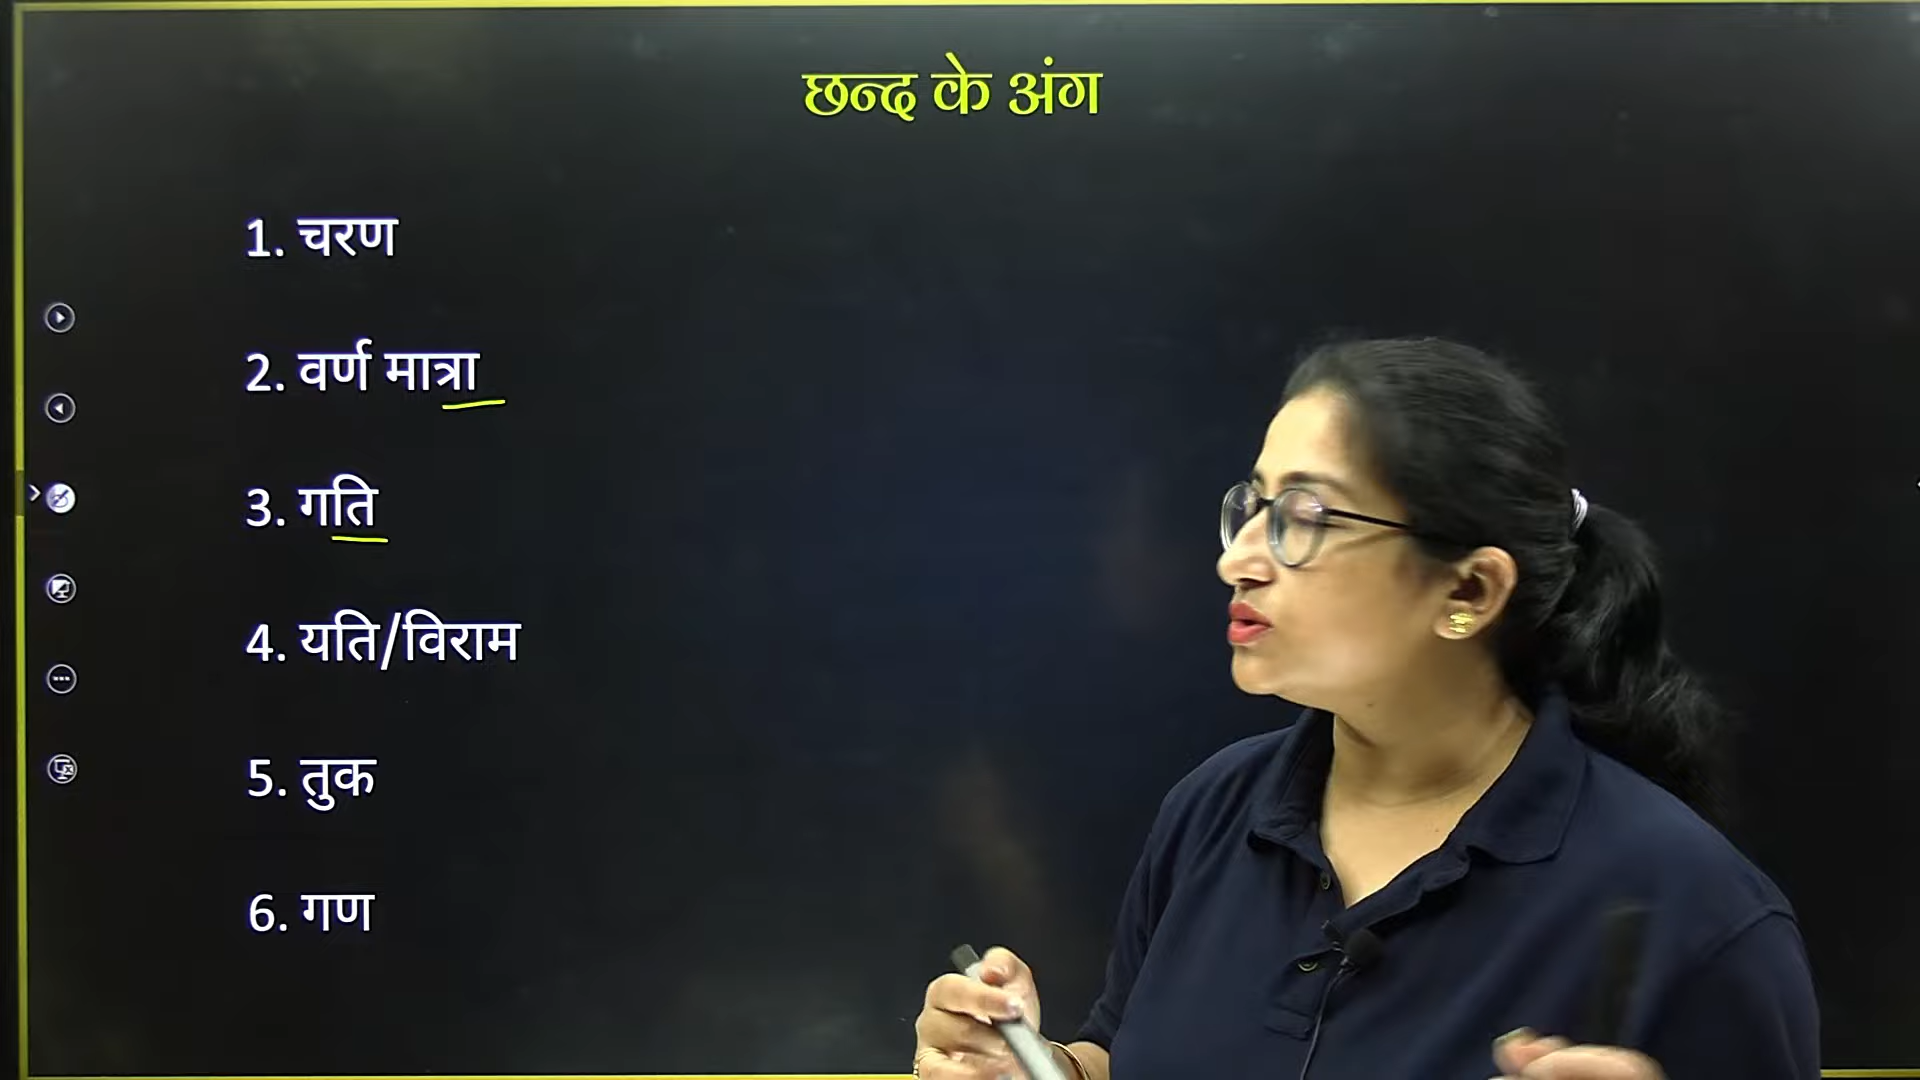 छन्द के अंग
1. चरण
2. वर्ण मात्रा
3. गति
4. यति/विराम
5. तुक
6. गण